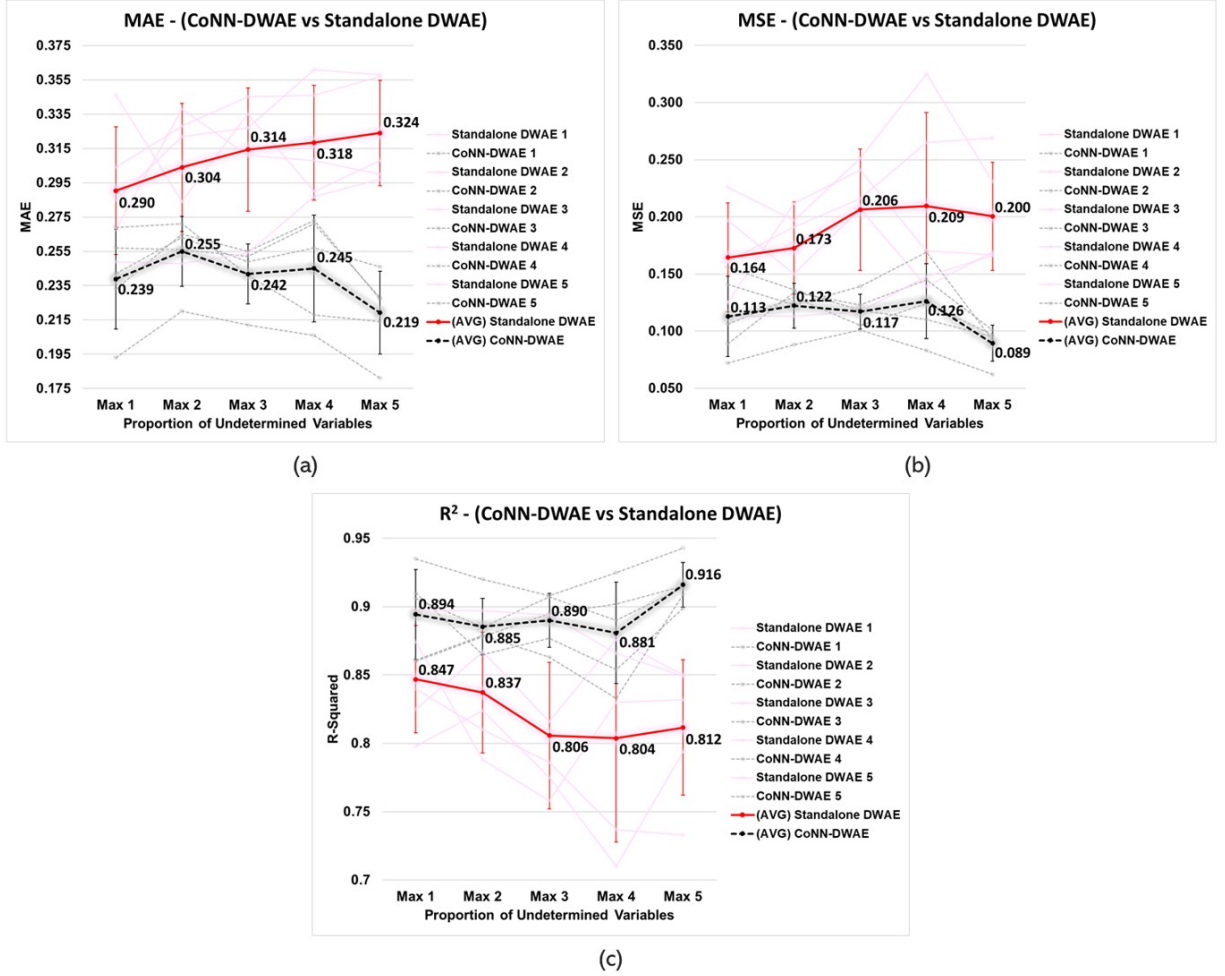 MAE - (CoNN-DWAE vs Standalone DWAE)
0.375
0.355
0.335
0.315
0.295
0.275
0.255
0.235
0.215
0.195
0.175
MAE
0.290
0.304
0.314
0.318
0.324
0.239
0.255
0.242
0.245
0.219
Max 1
Max 2
Max 3
Max 4
Max 5
Proportion of Undetermined Variables
Standalone DWAE 1
CoNN-DWAE 1
Standalone DWAE 2
CoNN-DWAE 2
Standalone DWAE 3
CoNN-DWAE 3
Standalone DWAE 4
CoNN-DWAE 4
Standalone DWAE 5
CoNN-DWAE 5
(AVG) Standalone DWAE
(AVG) CoNN-DWAE
(a)
MSE - (CoNN-DWAE vs Standalone DWAE)
0.350
0.300
0.250
0.200
0.150
0.100
0.050
MSE
0.164
0.173
0.206
0.209
0.200
0.113
0.122
0.117
0.126
0.089
Max 1
Max 2
Max 3
Max 4
Max 5
Proportion of Undetermined Variables
Standalone DWAE 1
CoNN-DWAE 1
Standalone DWAE 2
CoNN-DWAE 2
Standalone DWAE 3
CoNN-DWAE 3
Standalone DWAE 4
CoNN-DWAE 4
Standalone DWAE 5
CoNN-DWAE 5
(AVG) Standalone DWAE
(AVG) CoNN-DWAE
(b)
R² - (CoNN-DWAE vs Standalone DWAE)
0.95
0.9
0.85
0.8
0.75
0.7
R-Squared
0.894
0.885
0.890
0.881
0.916
0.847
0.837
0.806
0.804
0.812
Max 1
Max 2
Max 3
Max 4
Max 5
Proportion of Undetermined Variables
Standalone DWAE 1
CoNN-DWAE 1
Standalone DWAE 2
CoNN-DWAE 2
Standalone DWAE 3
CoNN-DWAE 3
Standalone DWAE 4
CoNN-DWAE 4
Standalone DWAE 5
CoNN-DWAE 5
(AVG) Standalone DWAE
(AVG) CoNN-DWAE
(c)